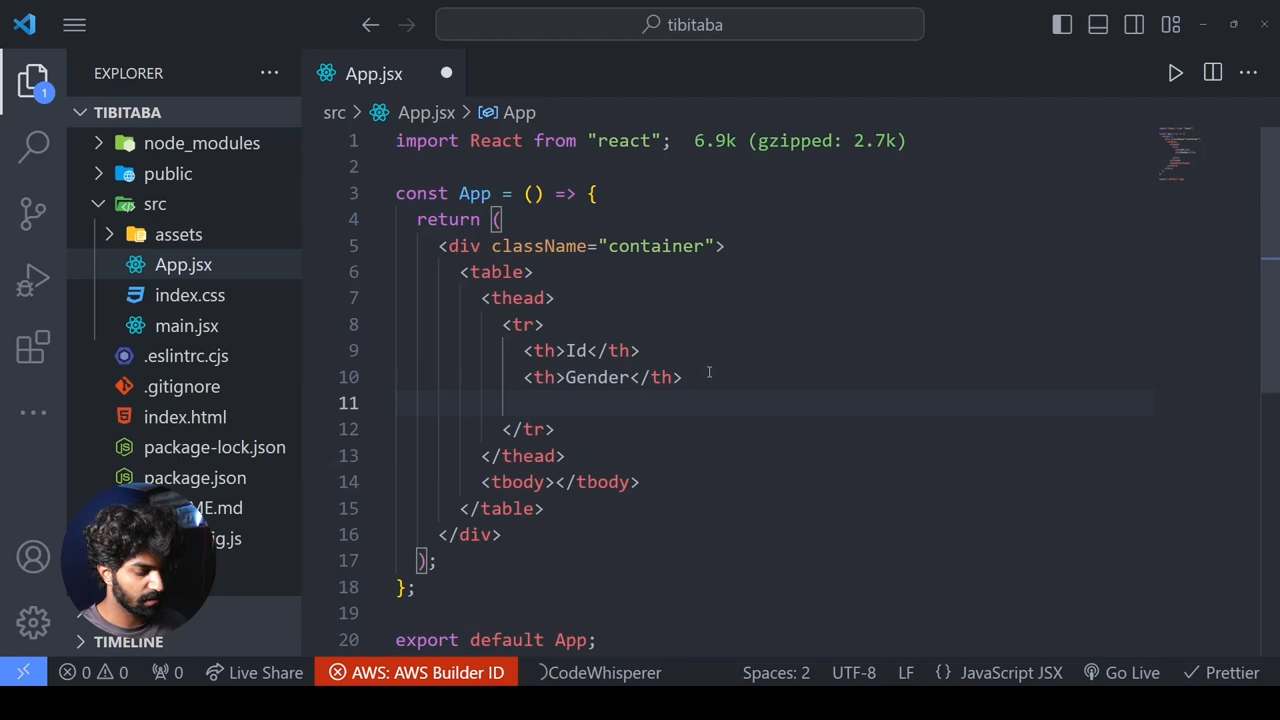 tibitaba
EXPLORER
TIBITABA
node_modules
public
src
assets
App.jsx
index.css
main.jsx
.eslintrc.cjs
.gitignore
index.html
package-lock.json
package.json
ME.md
ig.js
TIMELINE
1
App.jsx
src > App.jsx > App
1 import React from "react"; 6.9k (gzipped: 2.7k)
2
3 const App = () => {
4 return (
5 <div className="container">
6 <table>
7 <thead>
8 <tr>
9 <th>Id</th>
10 <th>Gender</th>
11
12 </tr>
13 </thead>
14 <tbody></tbody>
15 </table>
16 </div>
17 );
18 };
19
20 export default App;
0 0 0 Live Share AWS: AWS Builder ID CodeWhisperer Spaces: 2 UTF-8 LF {} JavaScript JSX Go Live Prettier